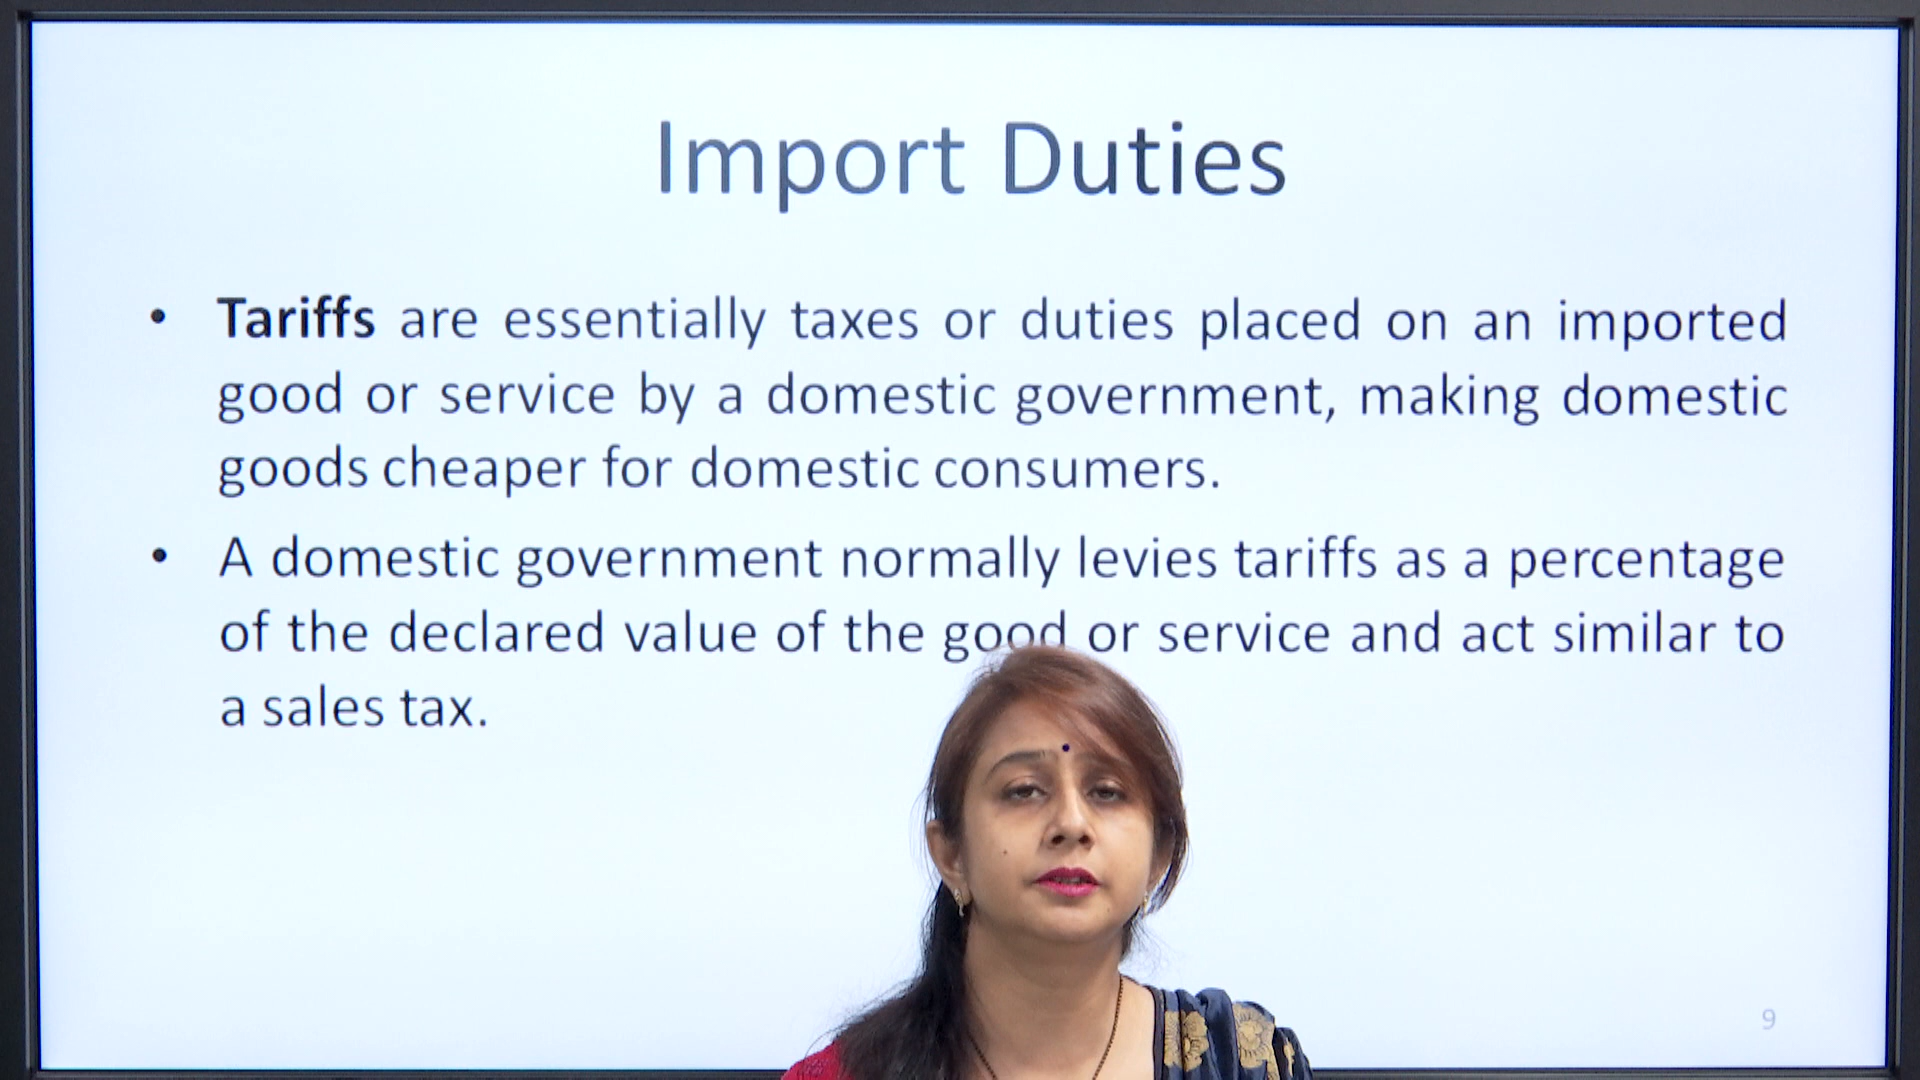 Import Duties
• Tariffs are essentially taxes or duties placed on an imported
good or service by a domestic government, making domestic
goods cheaper for domestic consumers.
• A domestic government normally levies tariffs as a percentage
of the declared value of the good or service and act similar to
a sales tax.
9